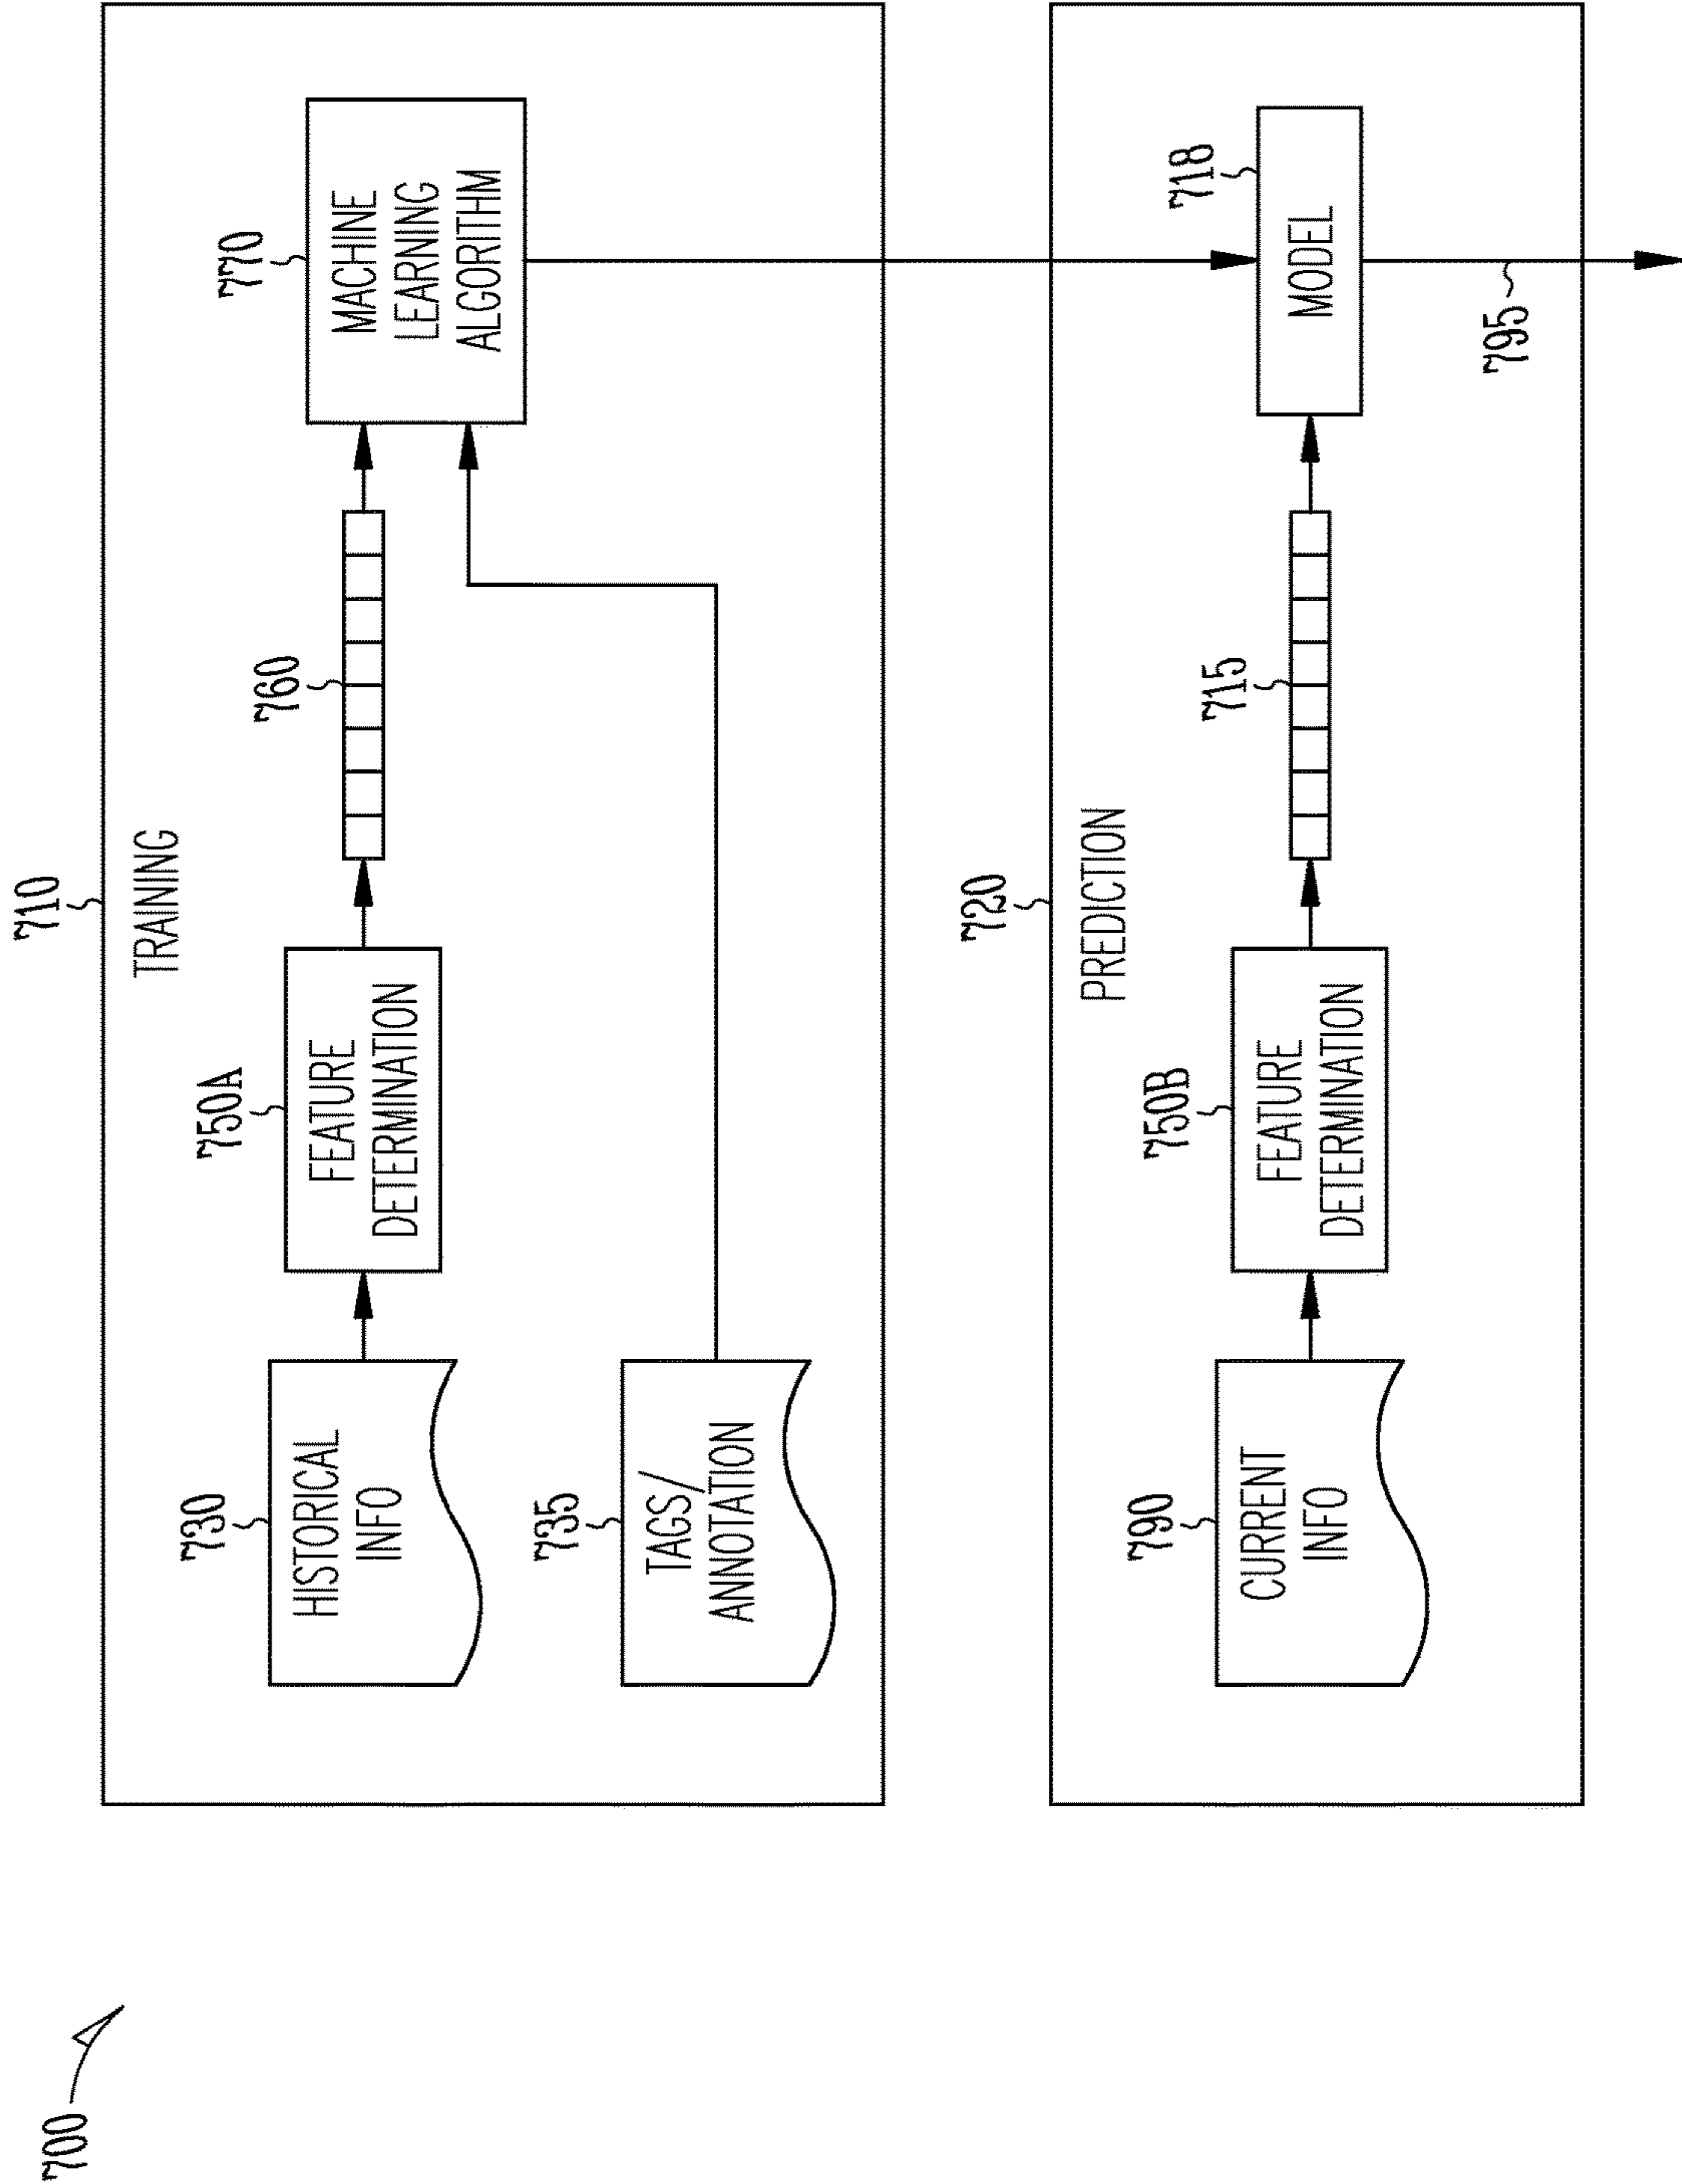 700
710
TRAINING
730
HISTORICAL
INFO
750A
FEATURE
DETERMINATION
760
770
MACHINE
LEARNING
ALGORITHM
735
TAGS/
ANNOTATION
720
PREDICTION
790
CURRENT
INFO
750B
FEATURE
DETERMINATION
715
718
MODEL
795